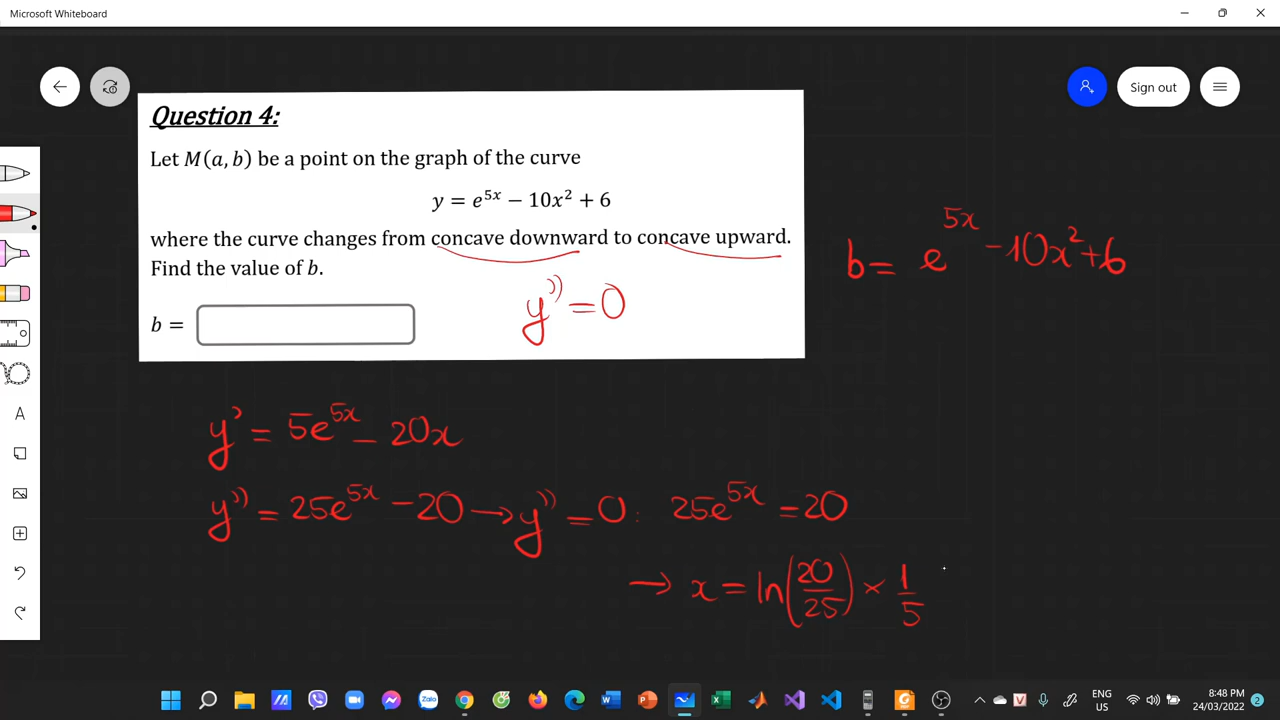 Microsoft Whiteboard
Sign out
Question 4:
Let M(a, b) be a point on the graph of the curve
y = e^{5x} − 10x² + 6
where the curve changes from concave downward to concave upward.
Find the value of b.
b =
y'' = 0
b = e^{5x} − 10x² + 6
y' = 5e^{5x} − 20x
y'' = 25e^{5x} − 20 → y'' = 0 : 25e^{5x} = 20
→ x = ln(20/25) × 1/5
A
Zalo
ENG
US
8:48 PM
24/03/2022
2